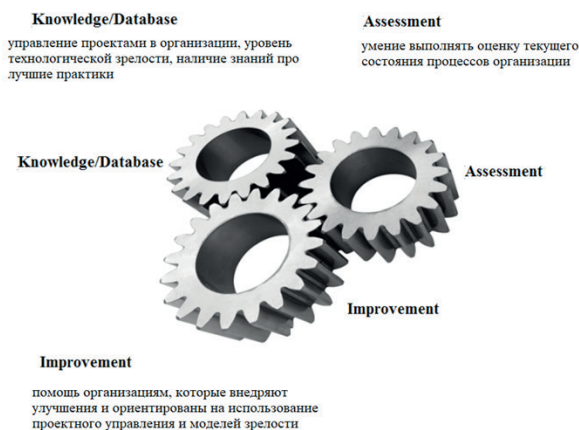 Knowledge/Database
управление проектами в организации, уровень
технологической зрелости, наличие знаний про
лучшие практики
Assessment
умение выполнять оценку текущего
состояния процессов организации
Knowledge/Database
Assessment
Improvement
Improvement
помощь организациям, которые внедряют
улучшения и ориентированы на использование
проектного управления и моделей зрелости